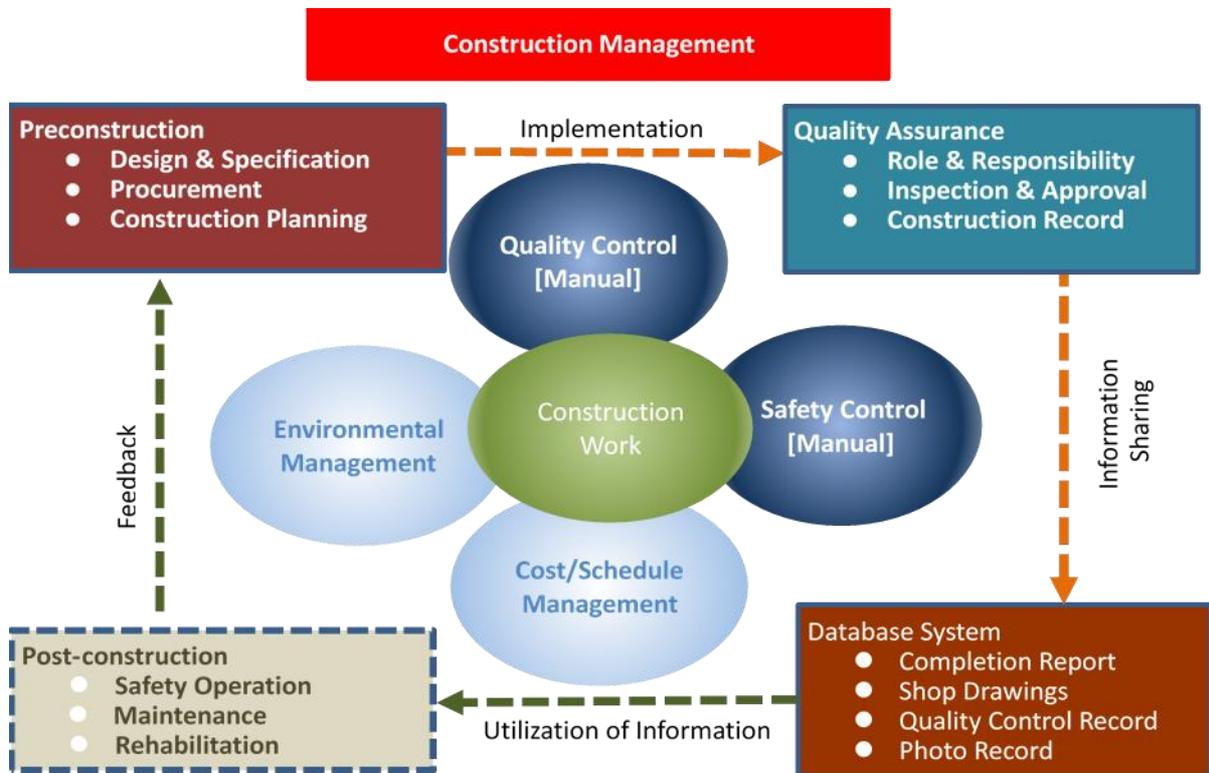 Construction Management
Preconstruction
● Design & Specification
● Procurement
● Construction Planning
Implementation
Quality Assurance
● Role & Responsibility
● Inspection & Approval
● Construction Record
Quality Control
[Manual]
Environmental
Management
Construction
Work
Safety Control
[Manual]
Cost/Schedule
Management
Information
Sharing
Feedback
Database System
● Completion Report
● Shop Drawings
● Quality Control Record
● Photo Record
Utilization of Information
Post-construction
● Safety Operation
● Maintenance
● Rehabilitation